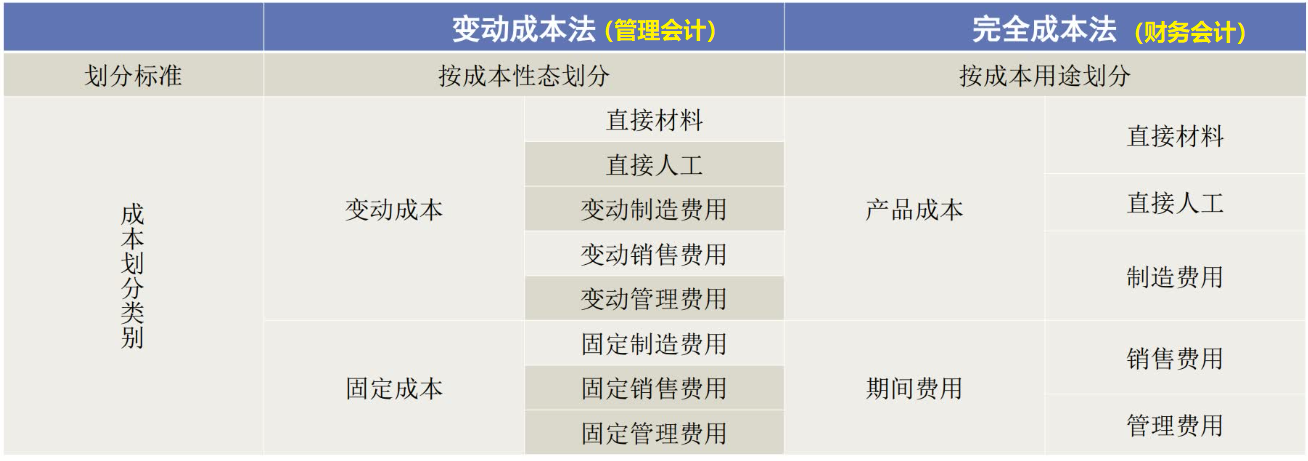 变动成本法 (管理会计)
完全成本法 (财务会计)
划分标准
按成本性态划分
按成本用途划分
成本划分类别
变动成本
直接材料
直接人工
变动制造费用
变动销售费用
变动管理费用
固定成本
固定制造费用
固定销售费用
固定管理费用
产品成本
直接材料
直接人工
制造费用
期间费用
销售费用
管理费用